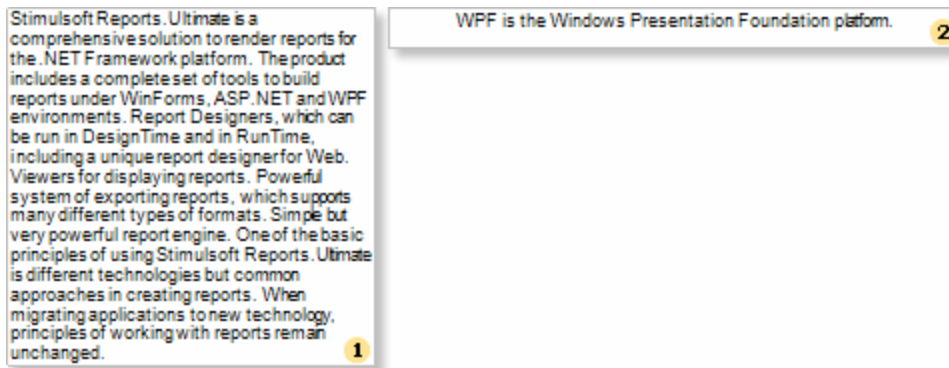 Stimulsoft Reports.Ultimate is a
comprehensive solution to render reports for
the .NET Framework platform. The product
includes a complete set of tools to build
reports under WinForms, ASP.NET and WPF
environments. Report Designers, which can
be run in DesignTime and in RunTime,
including a unique report designer for Web.
Viewers for displaying reports. Powerful
system of exporting reports, which supports
many different types of formats. Simple but
very powerful report engine. One of the basic
principles of using Stimulsoft Reports.Ultimate
is different technologies but common
approaches in creating reports. When
migrating applications to new technology,
principles of working with reports remain
unchanged.
1
WPF is the Windows Presentation Foundation platform.
2